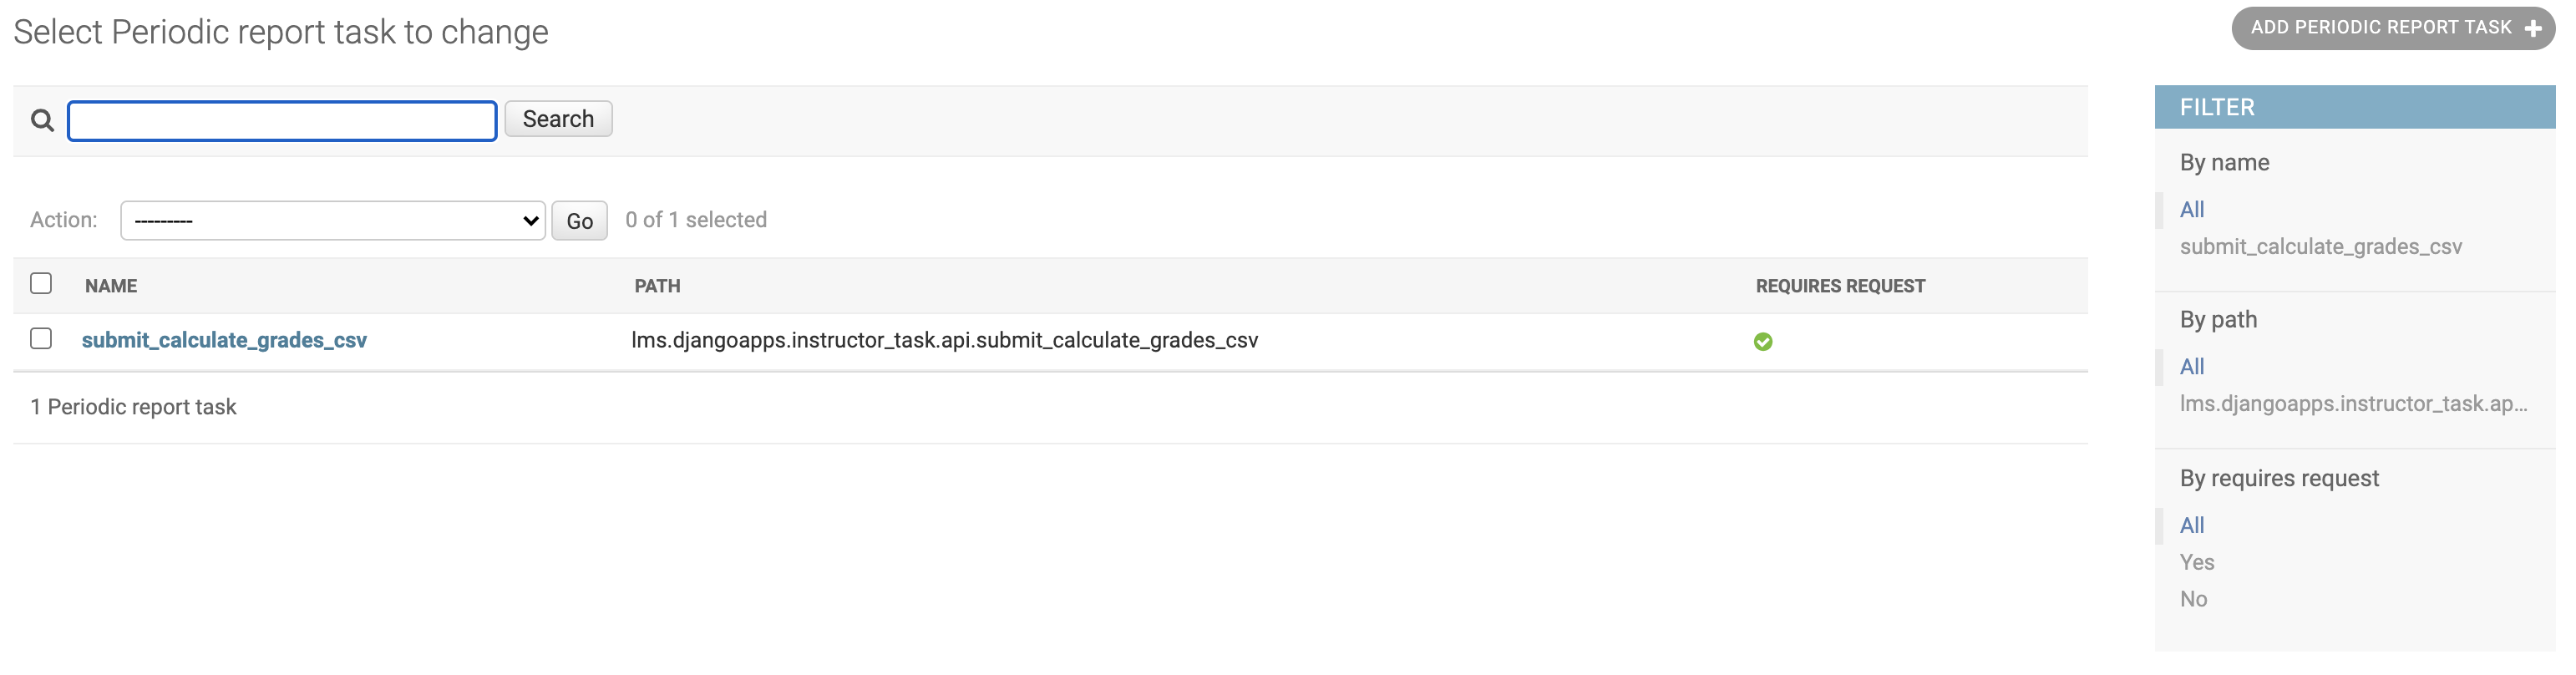 Select Periodic report task to change
ADD PERIODIC REPORT TASK
Search
Action: --------- Go 0 of 1 selected
NAME PATH REQUIRES REQUEST
submit_calculate_grades_csv lms.djangoapps.instructor_task.api.submit_calculate_grades_csv
1 Periodic report task
FILTER
By name
All
submit_calculate_grades_csv
By path
All
lms.djangoapps.instructor_task.ap...
By requires request
All
Yes
No